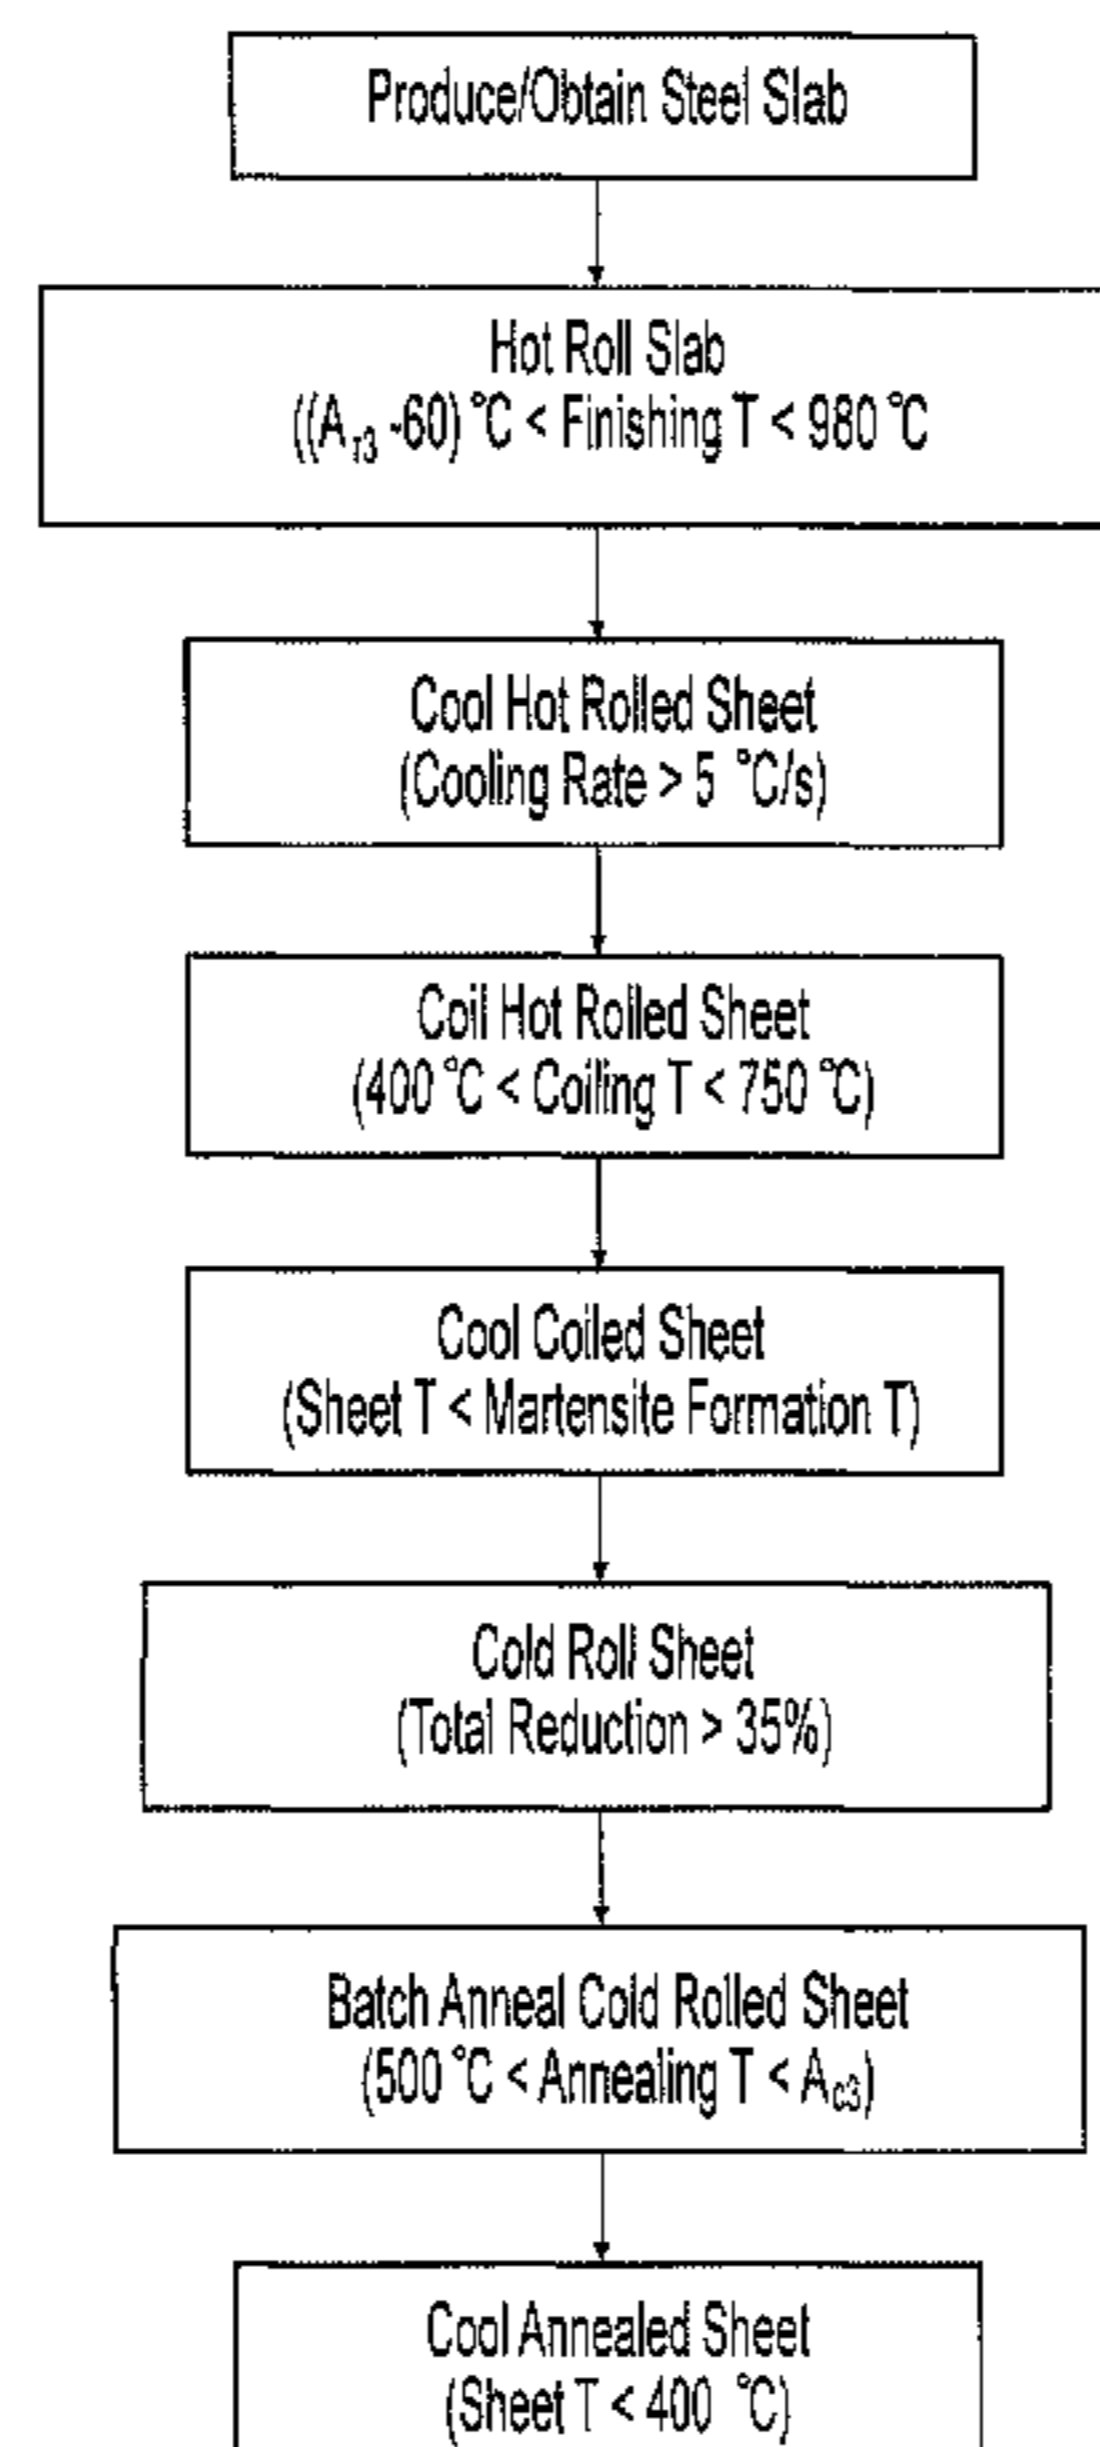 Produce/Obtain Steel Slab
Hot Roll Slab
((Ar3 -60) °C < Finishing T < 980 °C
Cool Hot Rolled Sheet
(Cooling Rate > 5 °C/s)
Coil Hot Rolled Sheet
(400 °C < Coiling T < 750 °C)
Cool Coiled Sheet
(Sheet T < Martensite Formation T)
Cold Roll Sheet
(Total Reduction > 35%)
Batch Anneal Cold Rolled Sheet
(500 °C < Annealing T < Ac3)
Cool Annealed Sheet
(Sheet T < 400 °C)